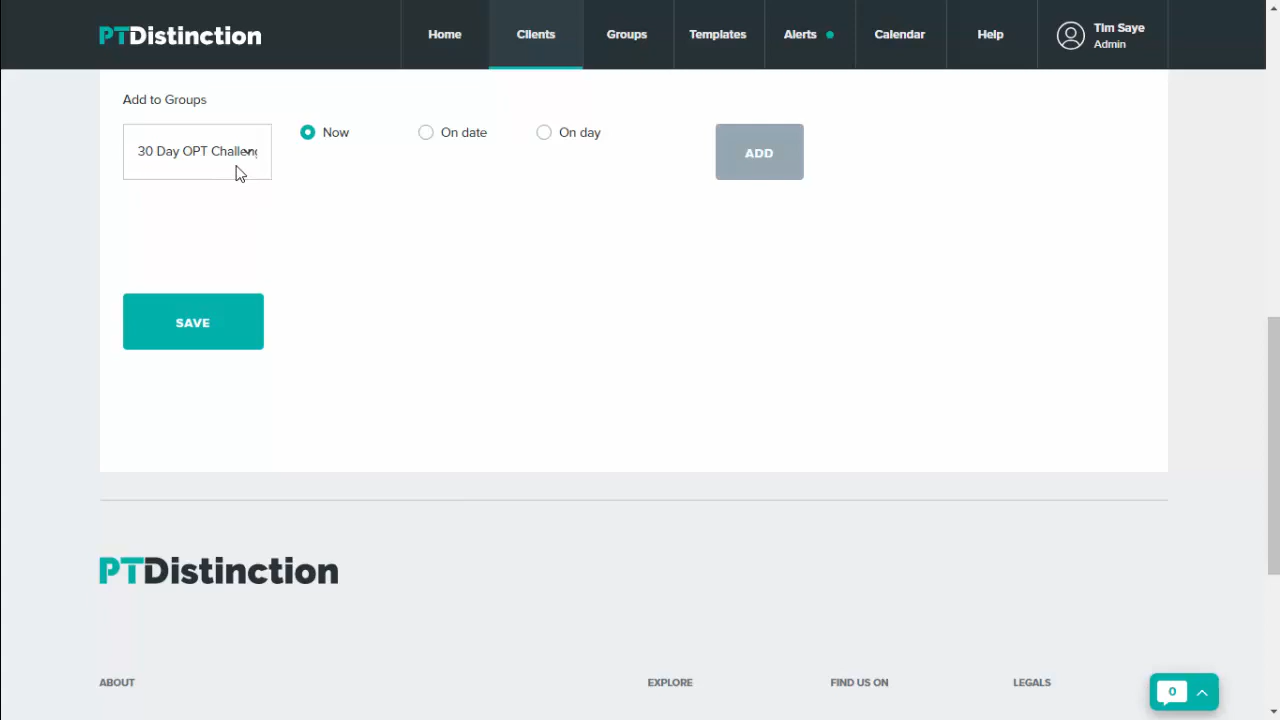 PTDistinction
Home
Clients
Groups
Templates
Alerts
Calendar
Help
Tim Saye
Admin
Add to Groups
30 Day OPT Challeng
Now
On date
On day
ADD
SAVE
PTDistinction
ABOUT
EXPLORE
FIND US ON
LEGALS
0